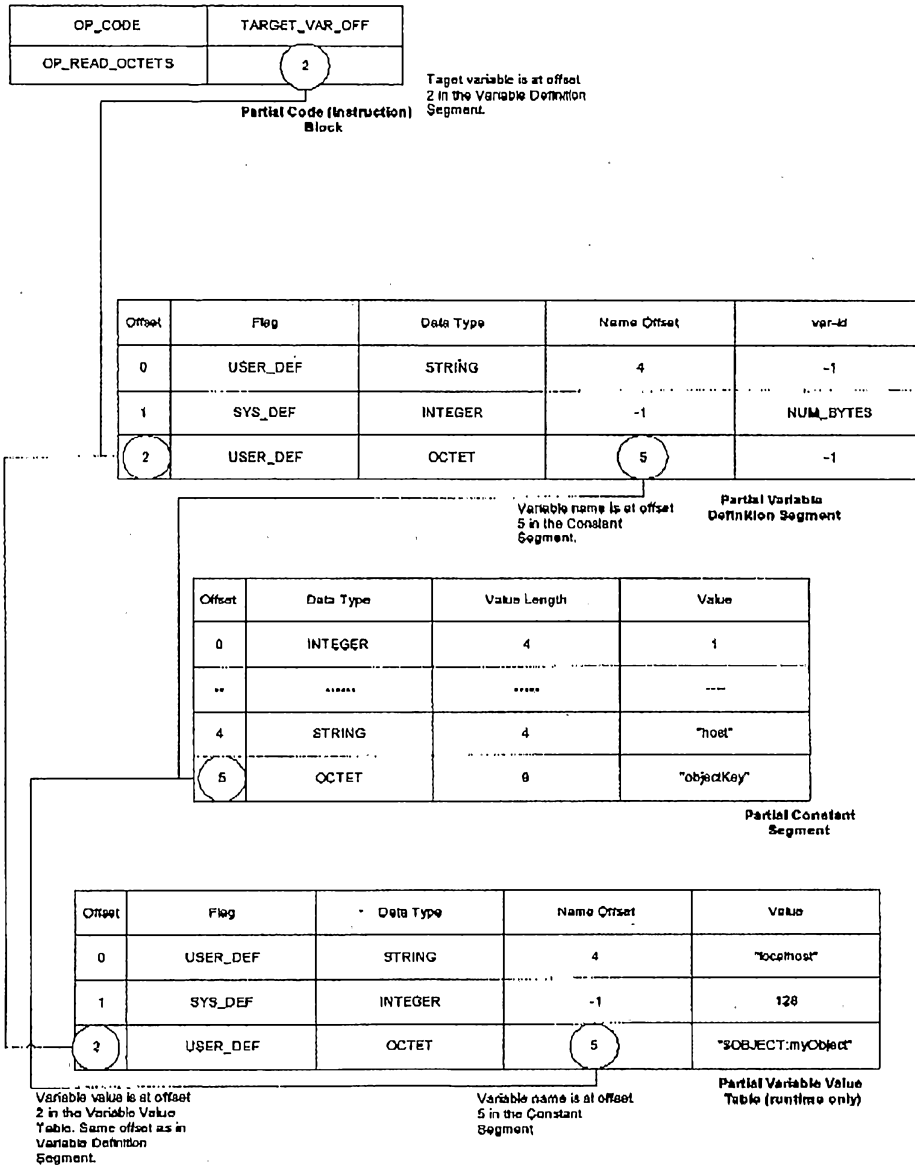 OP_CODE TARGET_VAR_OFF
OP_READ_OCTETS 2
Taget variable is at offset
2 in the Variable Definition
Segment.
Partial Code (Instruction)
Block
Offset Flag Data Type Name Offset var-id
0 USER_DEF STRING 4 -1
1 SYS_DEF INTEGER -1 NUM_BYTES
2 USER_DEF OCTET 5 -1
Variable name is at offset
5 in the Constant
Segment.
Partial Variable
Definition Segment
Offset Data Type Value Length Value
0 INTEGER 4 1
-- ------ ----- ----
4 STRING 4 "host"
5 OCTET 9 "objectKey"
Partial Constant
Segment
Offset Flag Data Type Name Offset Value
0 USER_DEF STRING 4 "localhost"
1 SYS_DEF INTEGER -1 128
2 USER_DEF OCTET 5 "$OBJECT:myObject"
Partial Variable Value
Table (runtime only)
Variable value is at offset
2 in the Variable Value
Table. Same offset as in
Variable Definition
Segment.
Variable name is at offset
5 in the Constant
Segment